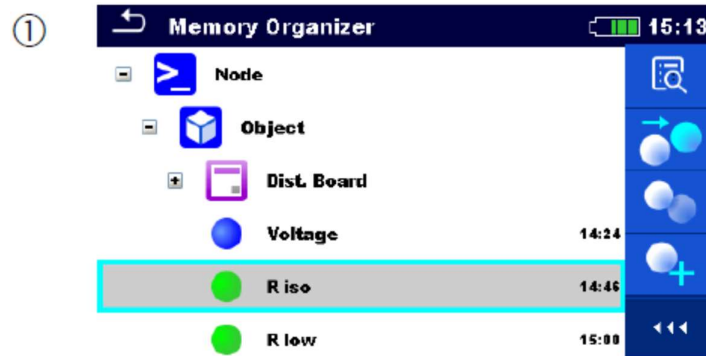 ①
Memory Organizer 15:13
Node
Object
Dist. Board
Voltage 14:24
R iso 14:46
R low 15:00